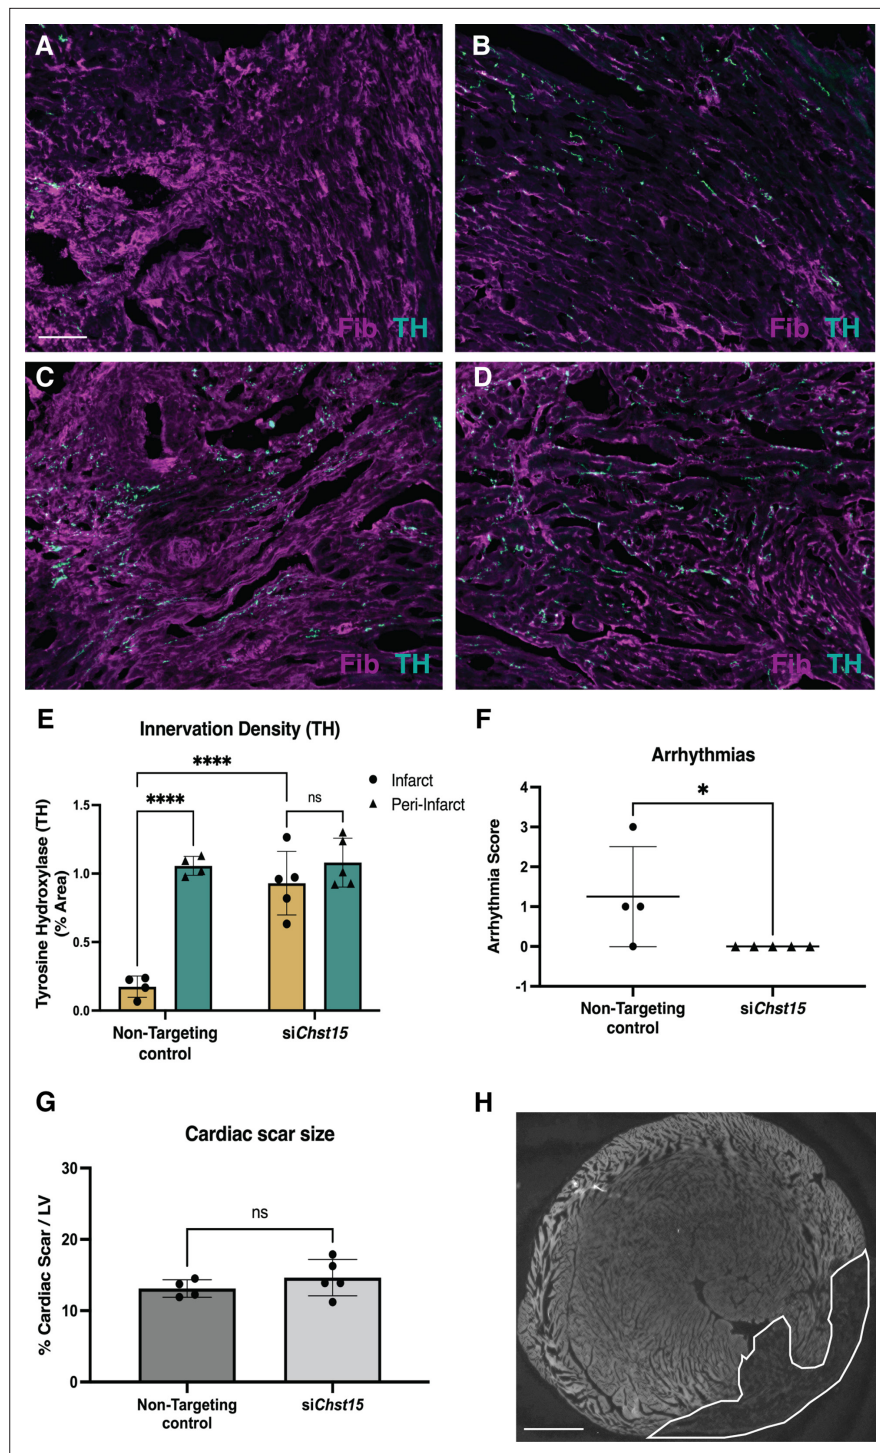 A
Fib TH
B
Fib TH
C
Fib TH
D
Fib TH
E
Innervation Density (TH)
****
****
ns
Infarct
Peri-Infarct
Tyrosine Hydroxylase (TH)
(% Area)
1.5
1.0
0.5
0.0
Non-Targeting
control
siChst15
F
Arrhythmias
*
Arrhythmia Score
4
3
2
1
0
-1
Non-Targeting
control
siChst15
G
Cardiac scar size
ns
% Cardiac Scar / LV
30
20
10
0
Non-Targeting
control
siChst15
H